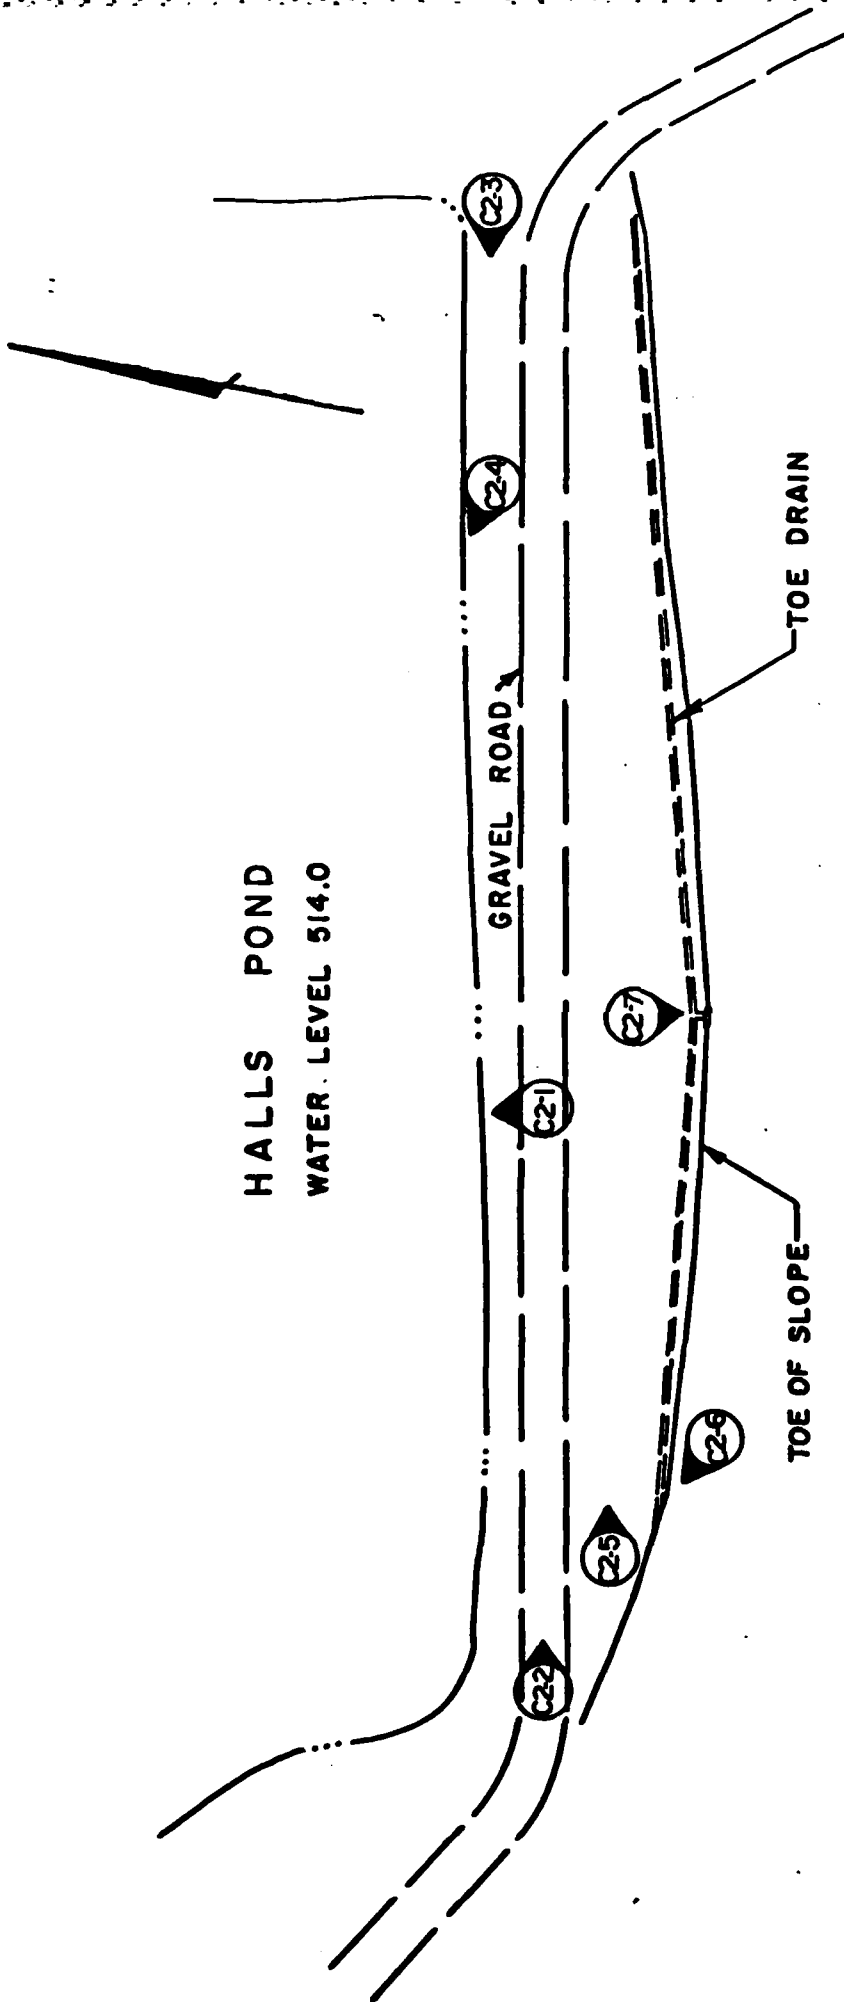 HALLS POND
WATER LEVEL 514.0
GRAVEL ROAD
C2-3
C2-4
C2-1
C2-2
C2-7
C2-5
C2-6
TOE DRAIN
TOE OF SLOPE